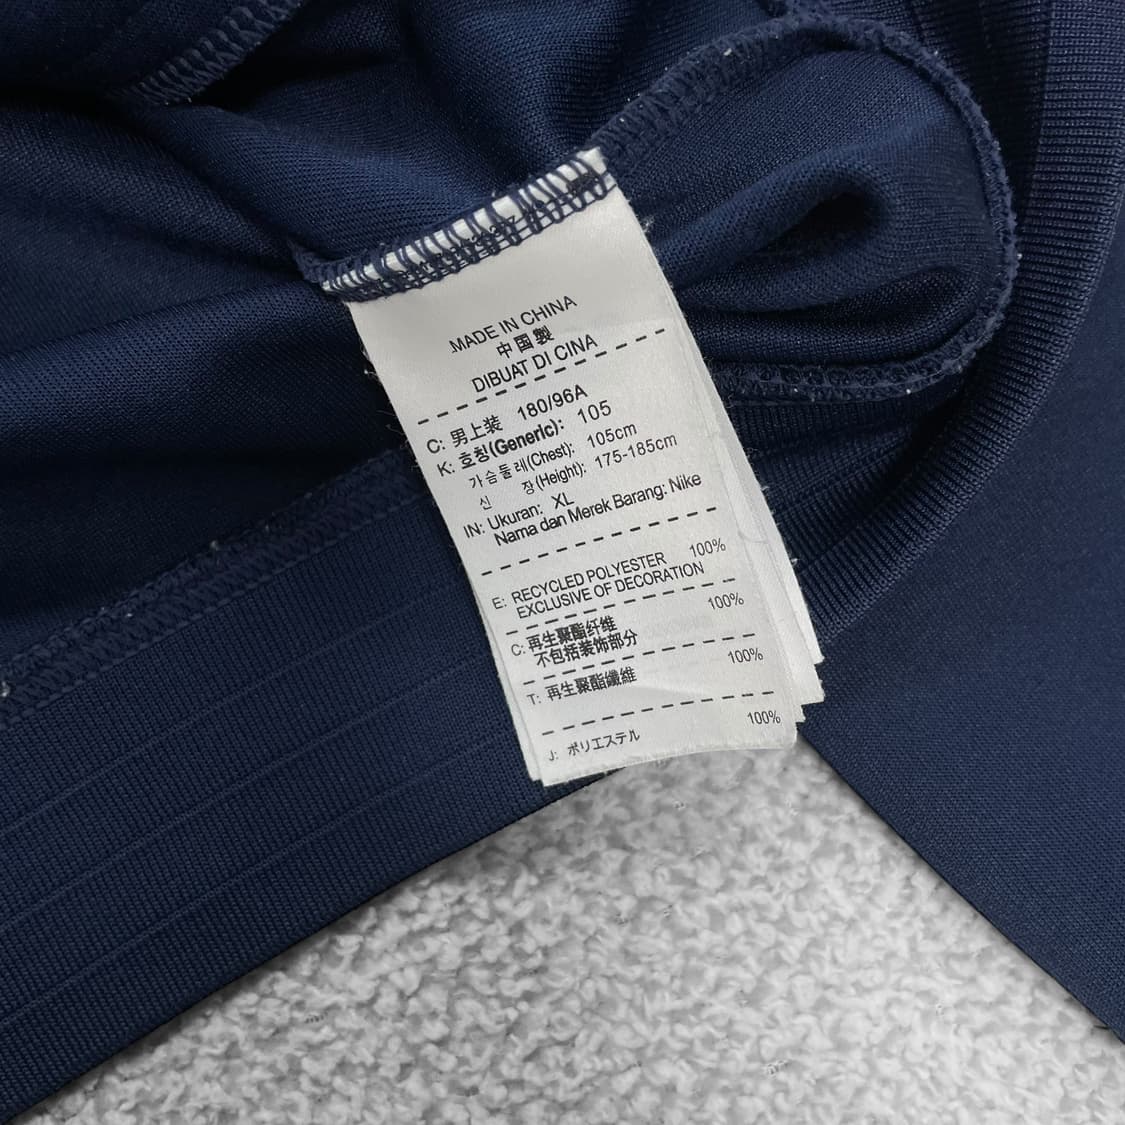 MADE IN CHINA
中国製
DIBUAT DI CINA
C: 男上装 180/96A
K: 호칭(Generic): 105
가슴둘레(Chest): 105cm
신 장(Height): 175-185cm
IN: Ukuran: XL
Nama dan Merek Barang: Nike
E: RECYCLED POLYESTER 100%
EXCLUSIVE OF DECORATION
C: 再生聚酯纤维 100%
不包括装饰部分
T: 再生聚酯纖維 100%
J: ポリエステル 100%